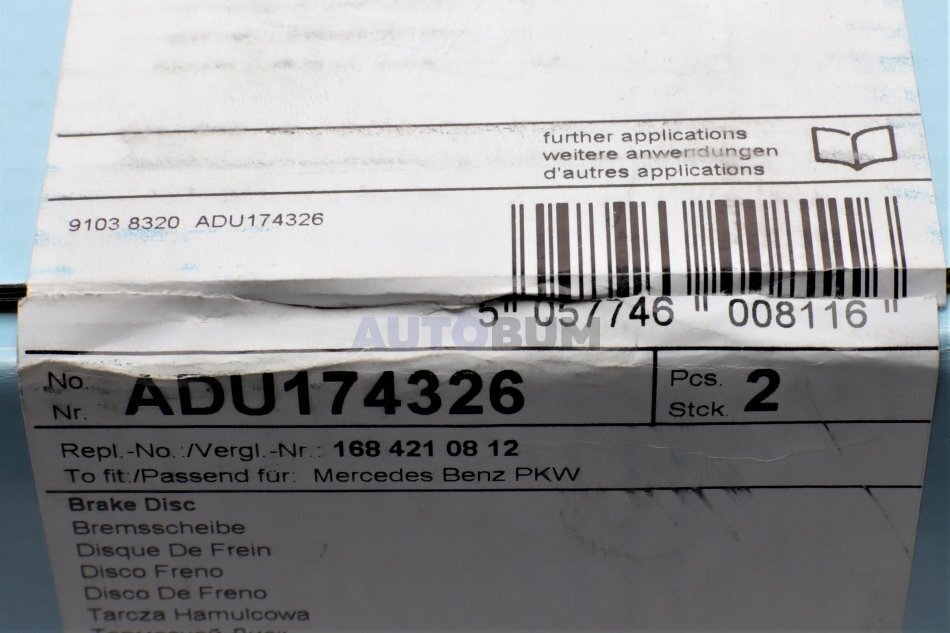 further applications
weitere anwendungen
d'autres applications
9103 8320 ADU174326
5 057746 008116
AUTOBUM
No. ADU174326
Nr.
Pcs. 2
Stck.
Repl.-No.:/Vergl.-Nr.: 168 421 08 12
To fit:/Passend für: Mercedes Benz PKW
Brake Disc
Bremsscheibe
Disque De Frein
Disco Freno
Disco De Freno
Tarcza Hamulcowa